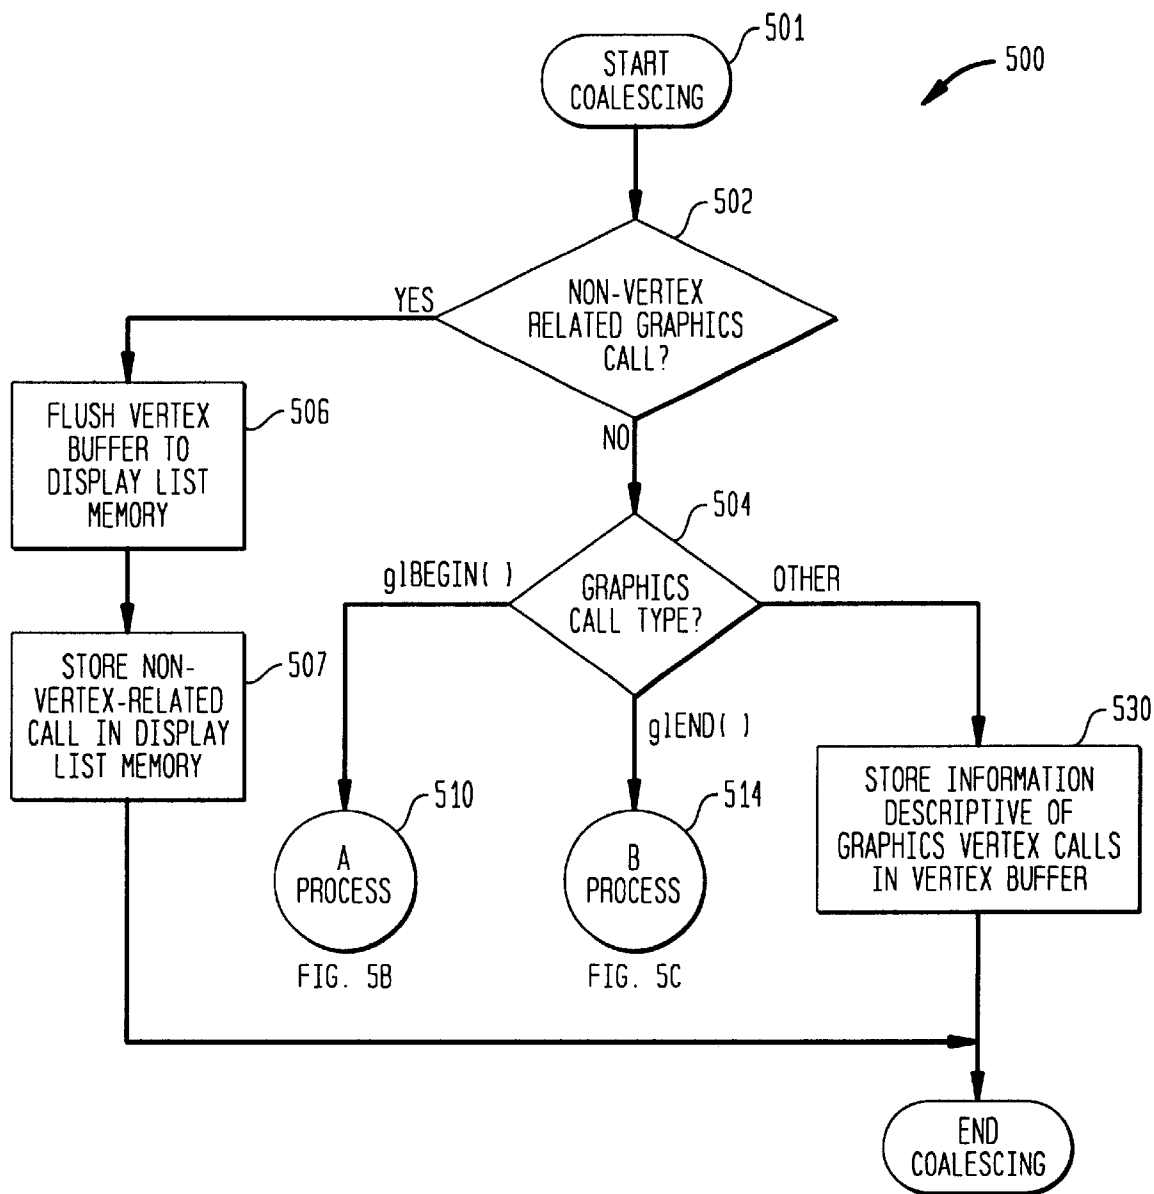 501
START
COALESCING
500
502
NON-VERTEX
RELATED GRAPHICS
CALL?
YES
NO
506
FLUSH VERTEX
BUFFER TO
DISPLAY LIST
MEMORY
504
GRAPHICS
CALL TYPE?
glBEGIN( )
OTHER
glEND( )
507
STORE NON-
VERTEX-RELATED
CALL IN DISPLAY
LIST MEMORY
510
A
PROCESS
FIG. 5B
514
B
PROCESS
FIG. 5C
530
STORE INFORMATION
DESCRIPTIVE OF
GRAPHICS VERTEX CALLS
IN VERTEX BUFFER
END
COALESCING